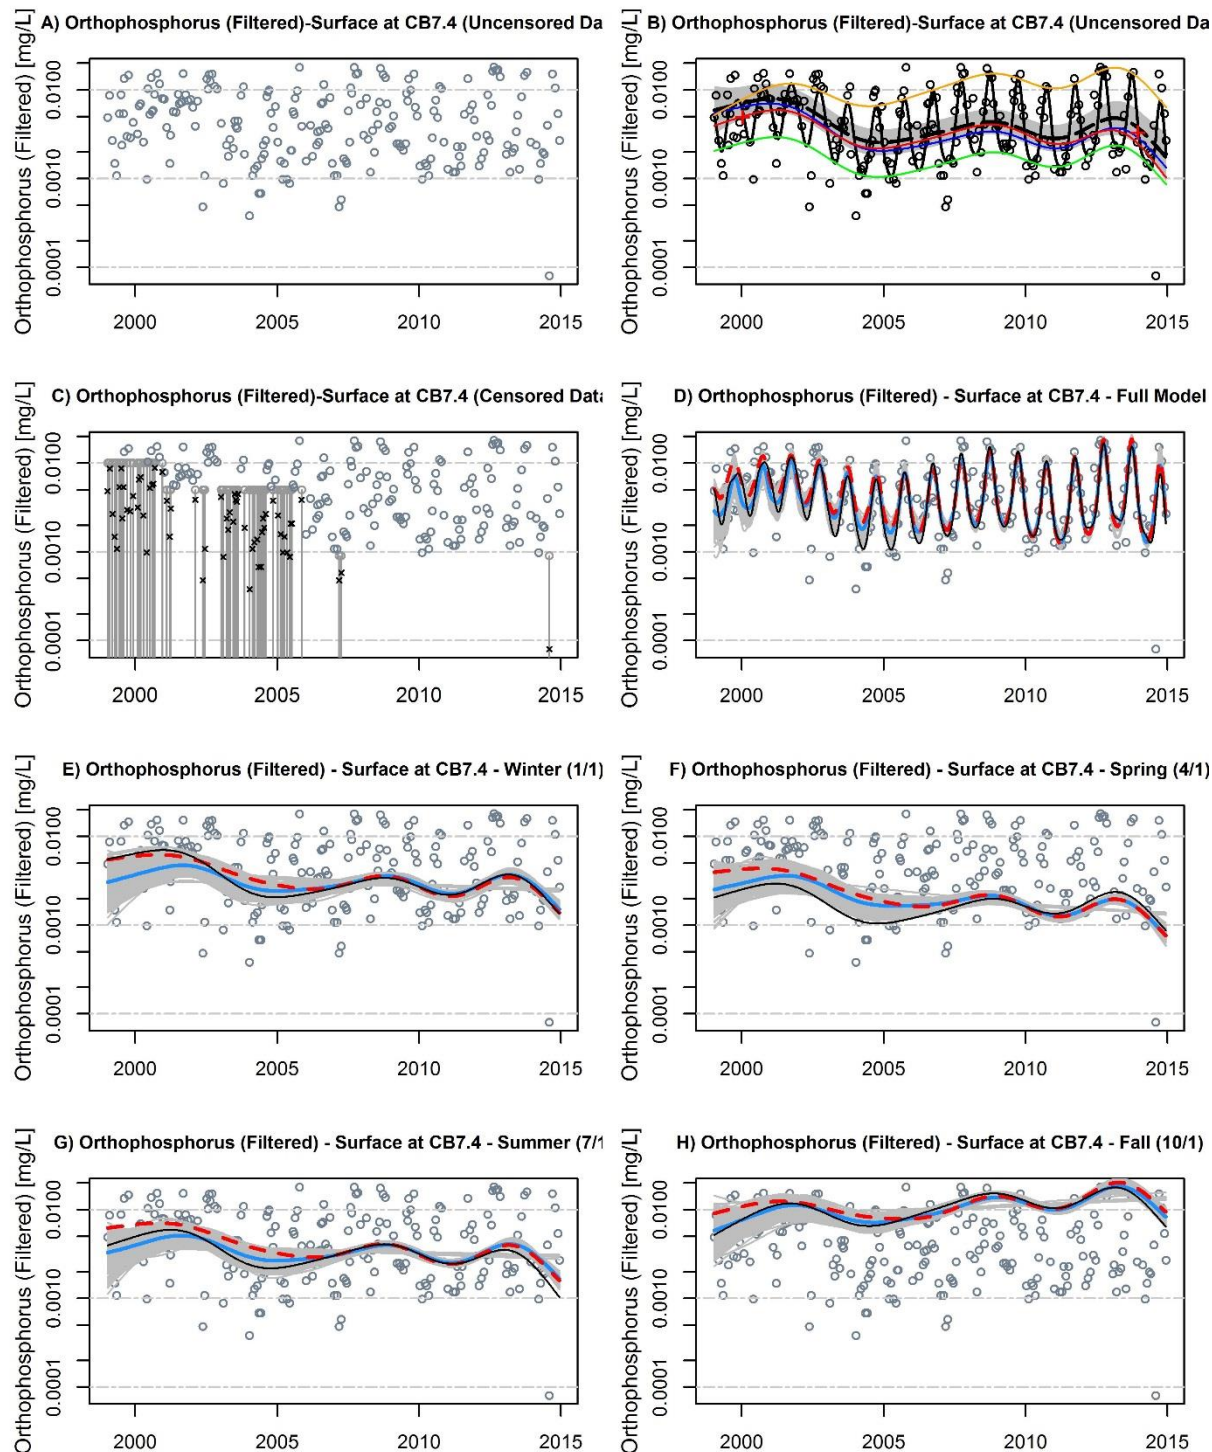 A) Orthophosphorus (Filtered)-Surface at CB7.4 (Uncensored Da
Orthophosphorus (Filtered) [mg/L]
0.0100
0.0010
0.0001
2000 2005 2010 2015
B) Orthophosphorus (Filtered)-Surface at CB7.4 (Uncensored Da
Orthophosphorus (Filtered) [mg/L]
0.0100
0.0010
0.0001
2000 2005 2010 2015
C) Orthophosphorus (Filtered)-Surface at CB7.4 (Censored Data
Orthophosphorus (Filtered) [mg/L]
0.0100
0.0010
0.0001
2000 2005 2010 2015
D) Orthophosphorus (Filtered) - Surface at CB7.4 - Full Model
Orthophosphorus (Filtered) [mg/L]
0.0100
0.0010
0.0001
2000 2005 2010 2015
E) Orthophosphorus (Filtered) - Surface at CB7.4 - Winter (1/1)
Orthophosphorus (Filtered) [mg/L]
0.0100
0.0010
0.0001
2000 2005 2010 2015
F) Orthophosphorus (Filtered) - Surface at CB7.4 - Spring (4/1)
Orthophosphorus (Filtered) [mg/L]
0.0100
0.0010
0.0001
2000 2005 2010 2015
G) Orthophosphorus (Filtered) - Surface at CB7.4 - Summer (7/1
Orthophosphorus (Filtered) [mg/L]
0.0100
0.0010
0.0001
2000 2005 2010 2015
H) Orthophosphorus (Filtered) - Surface at CB7.4 - Fall (10/1)
Orthophosphorus (Filtered) [mg/L]
0.0100
0.0010
0.0001
2000 2005 2010 2015